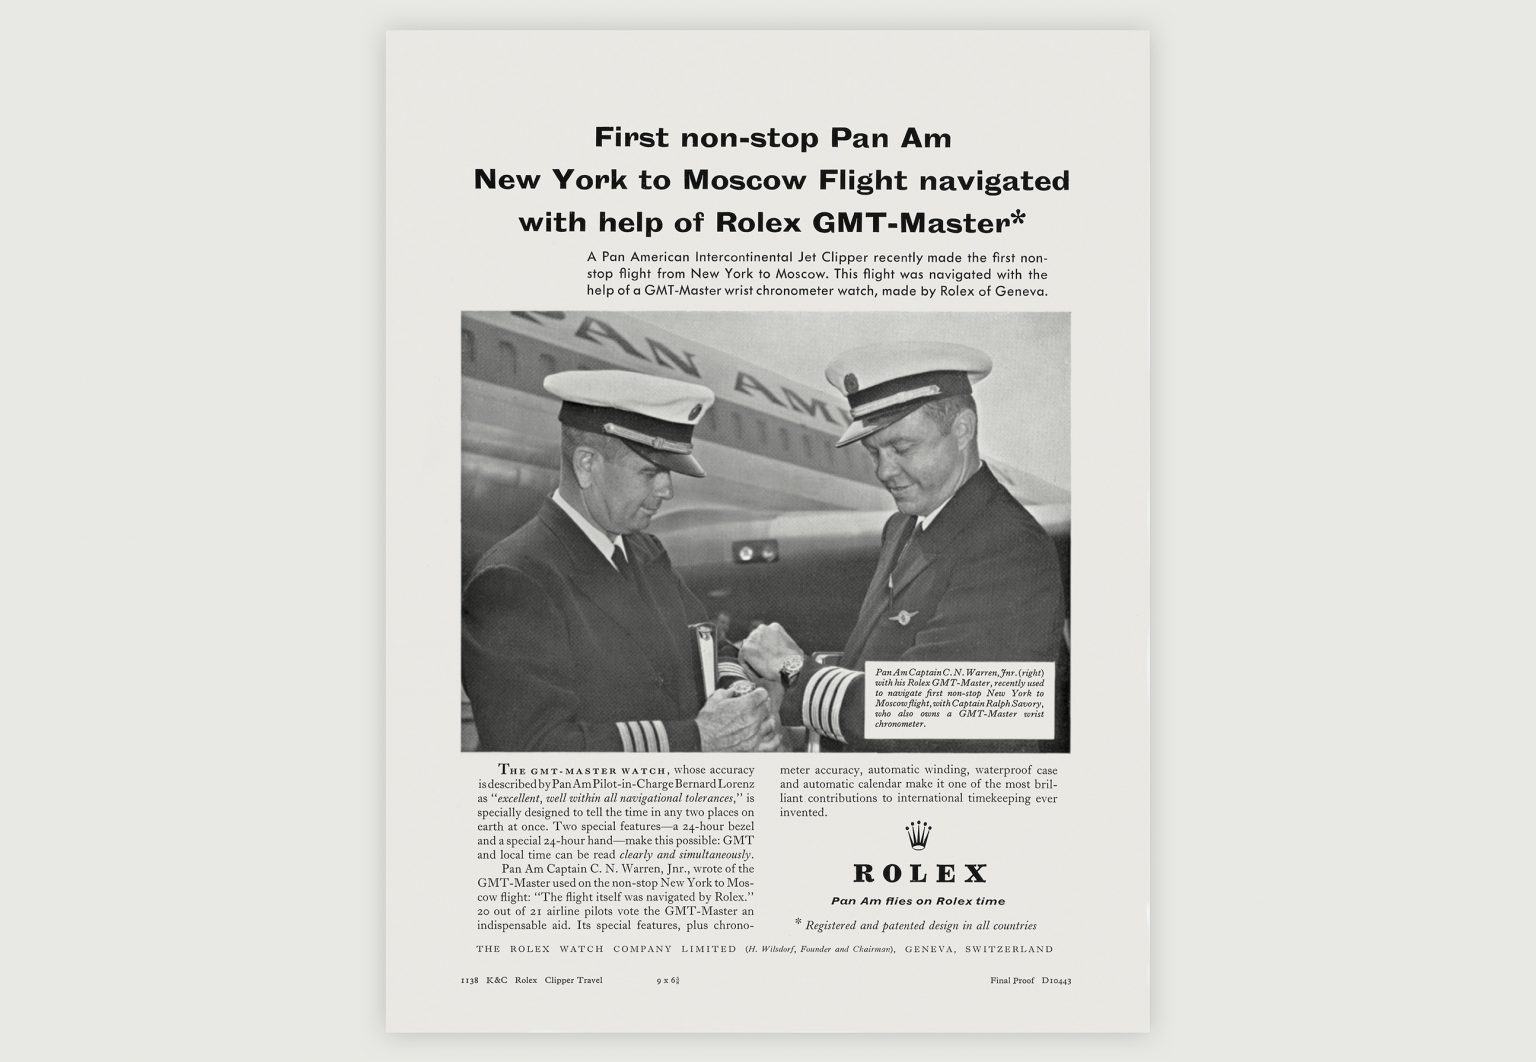 First non-stop Pan Am
New York to Moscow Flight navigated
with help of Rolex GMT-Master*
A Pan American Intercontinental Jet Clipper recently made the first non-
stop flight from New York to Moscow. This flight was navigated with the
help of a GMT-Master wrist chronometer watch, made by Rolex of Geneva.
PAN AM
Pan Am Captain C. N. Warren, Jnr. (right)
with his Rolex GMT-Master, recently used
to navigate first non-stop New York to
Moscow flight, with Captain Ralph Savory,
who also owns a GMT-Master wrist
chronometer.
THE GMT-MASTER WATCH, whose accuracy
is described by Pan Am Pilot-in-Charge Bernard Lorenz
as “excellent, well within all navigational tolerances,” is
specially designed to tell the time in any two places on
earth at once. Two special features—a 24-hour bezel
and a special 24-hour hand—make this possible: GMT
and local time can be read clearly and simultaneously.
Pan Am Captain C. N. Warren, Jnr., wrote of the
GMT-Master used on the non-stop New York to Mos-
cow flight: “The flight itself was navigated by Rolex.”
20 out of 21 airline pilots vote the GMT-Master an
indispensable aid. Its special features, plus chrono-
meter accuracy, automatic winding, waterproof case
and automatic calendar make it one of the most bril-
liant contributions to international timekeeping ever
invented.
ROLEX
Pan Am flies on Rolex time
* Registered and patented design in all countries
THE ROLEX WATCH COMPANY LIMITED (H. Wilsdorf, Founder and Chairman), GENEVA, SWITZERLAND
1138 K&C Rolex Clipper Travel 9 x 6¾ Final Proof D10443